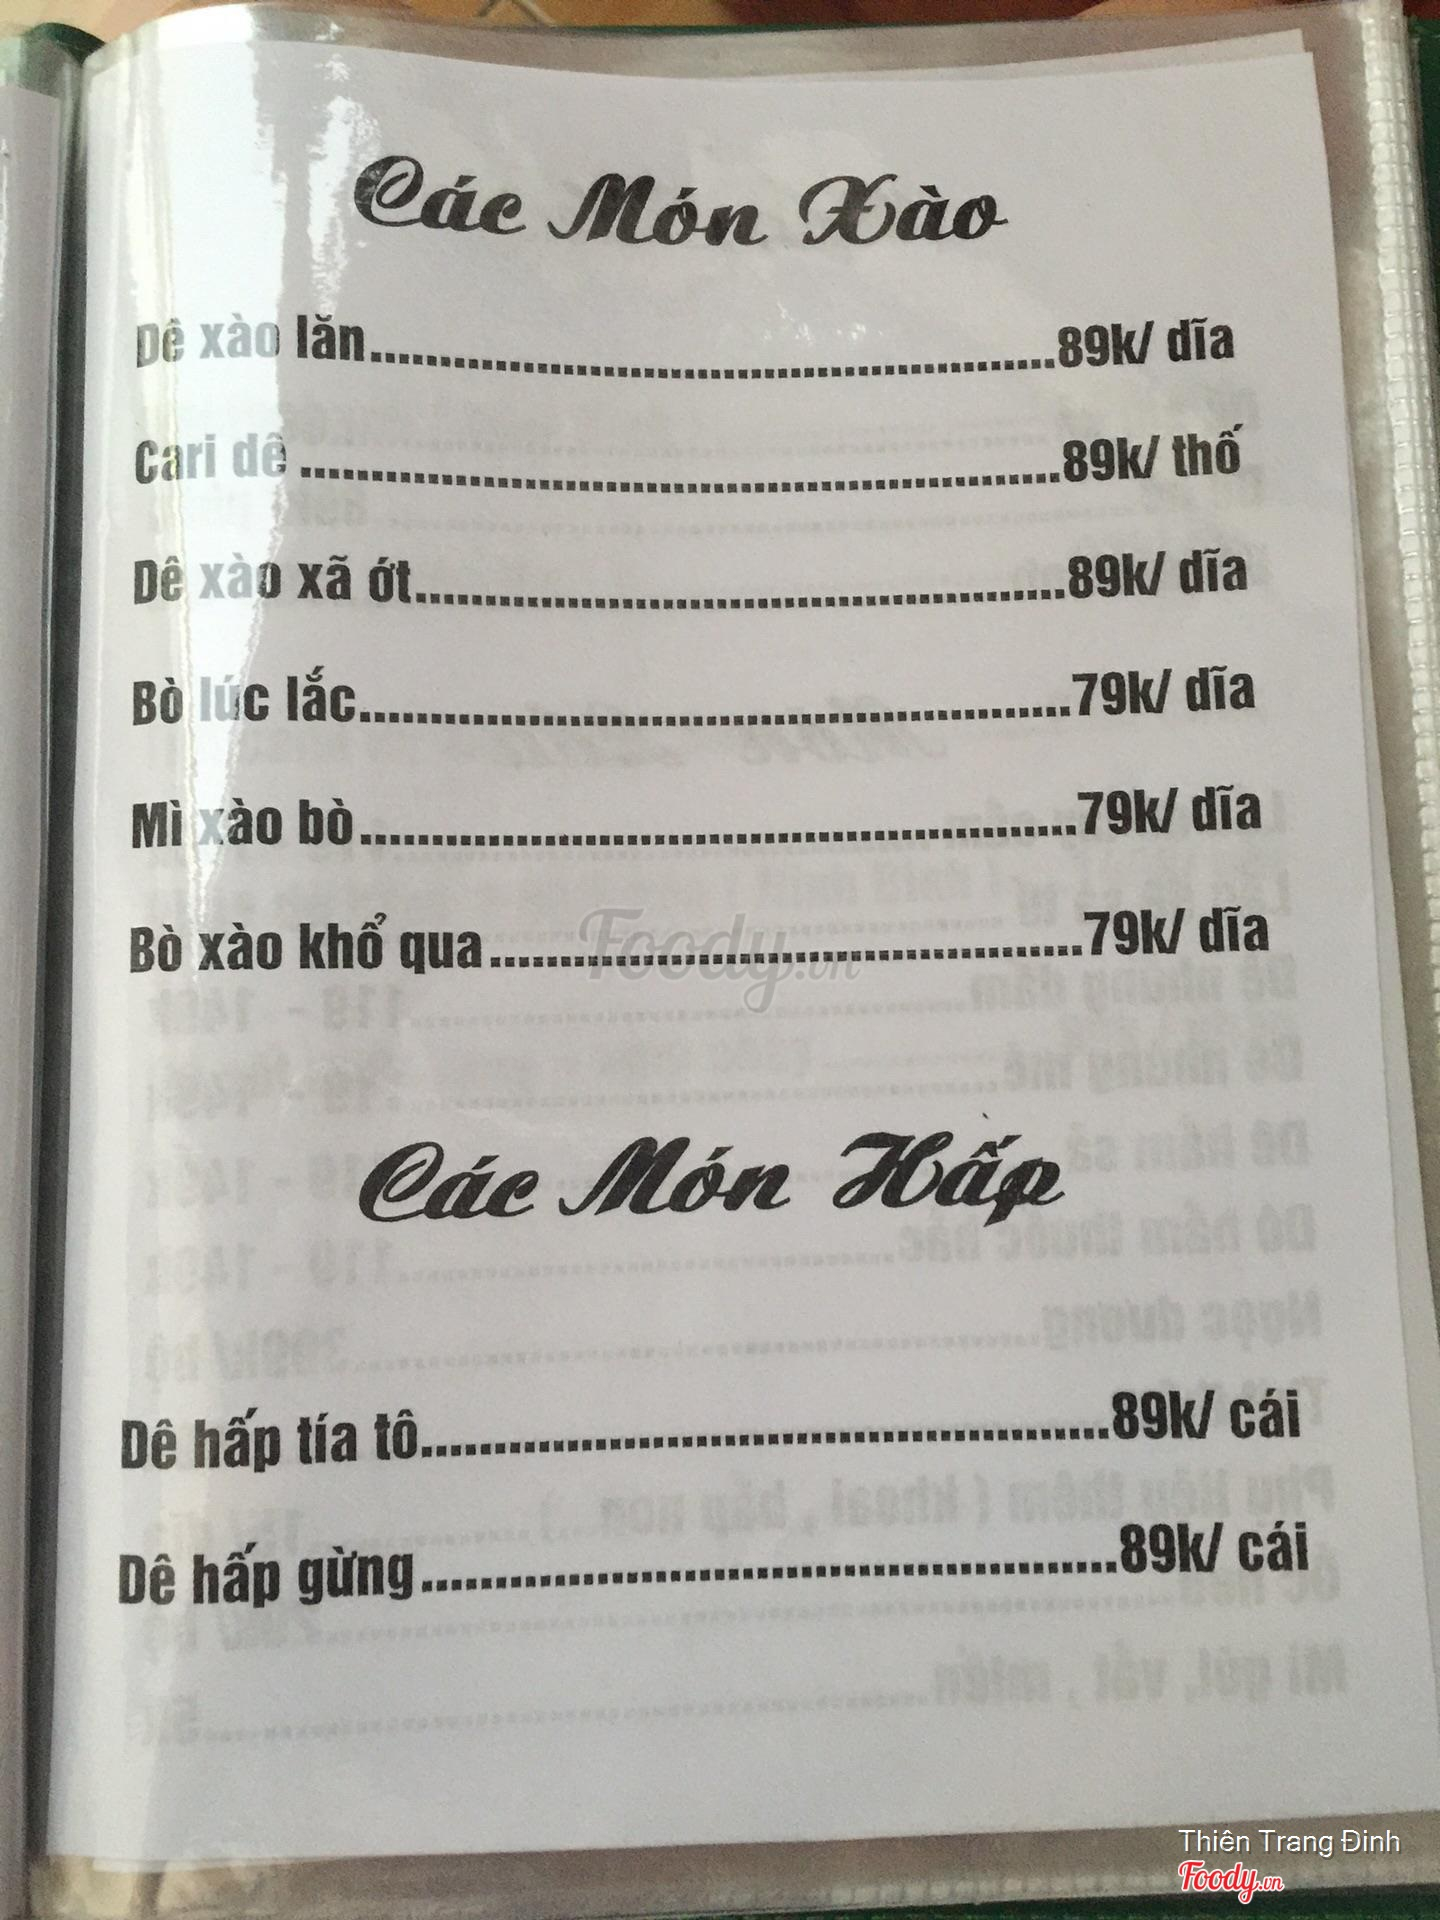 Các Món Xào
Dê xào lăn.....89k/ dĩa
Cari dê.....89k/ thố
Dê xào xã ớt.....89k/ dĩa
Bò lúc lắc.....79k/ dĩa
Mì xào bò.....79k/ dĩa
Bò xào khổ qua.....79k/ dĩa
Foody.vn
Các Món Hấp
Dê hấp tía tô.....89k/ cái
Dê hấp gừng.....89k/ cái
Thiên Trang Đinh
Foody.vn